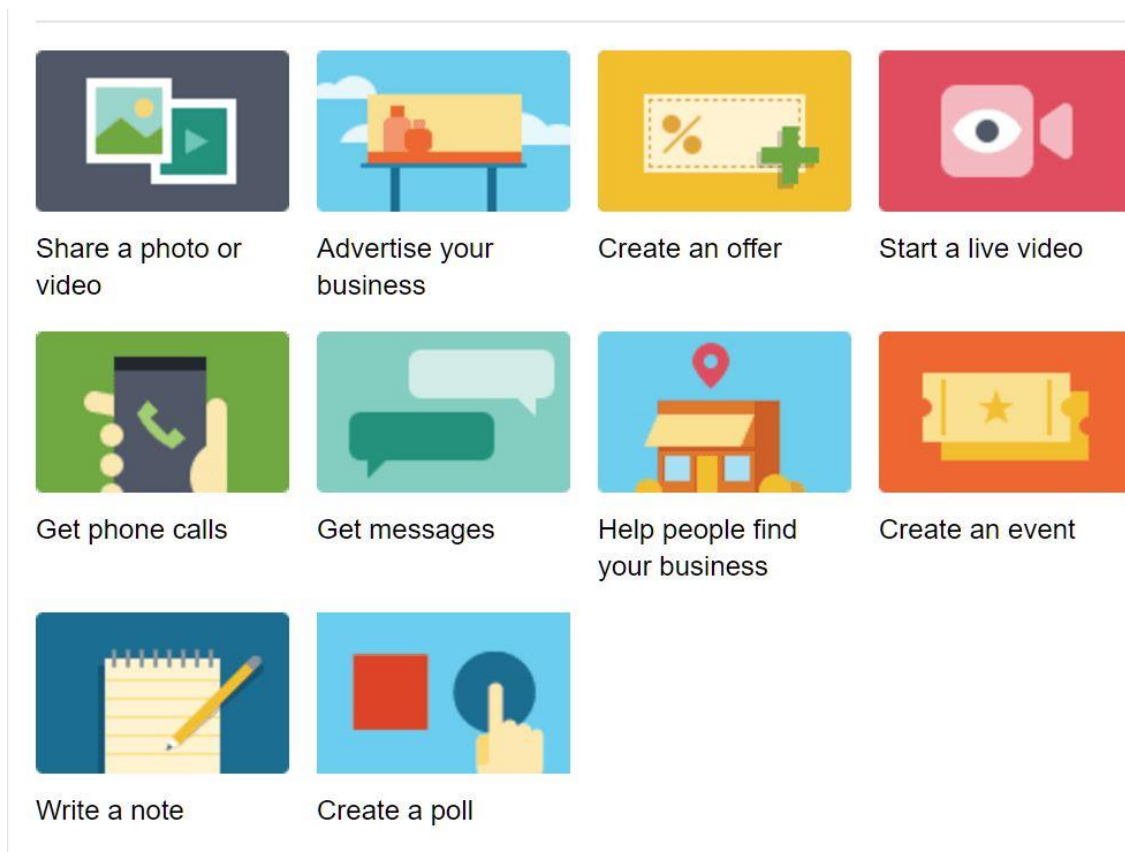 Share a photo or
video
Advertise your
business
Create an offer
Start a live video
Get phone calls
Get messages
Help people find
your business
Create an event
Write a note
Create a poll